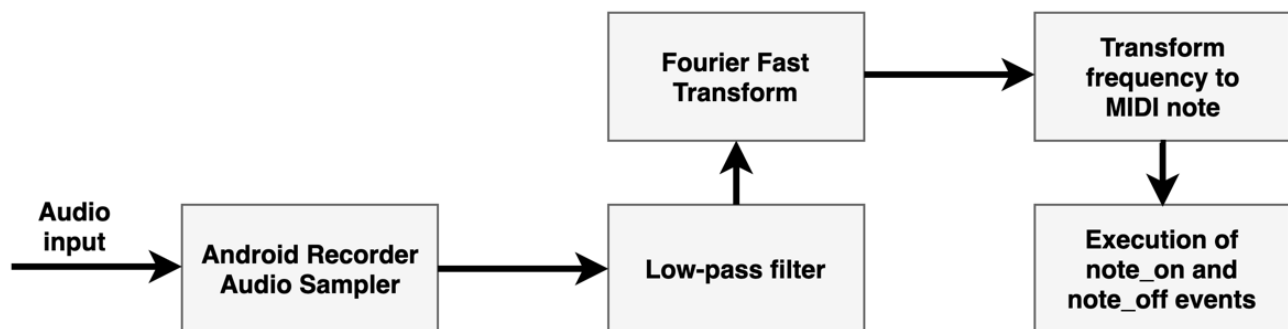 Audio
input
Android Recorder
Audio Sampler
Low-pass filter
Fourier Fast
Transform
Transform
frequency to
MIDI note
Execution of
note_on and
note_off events